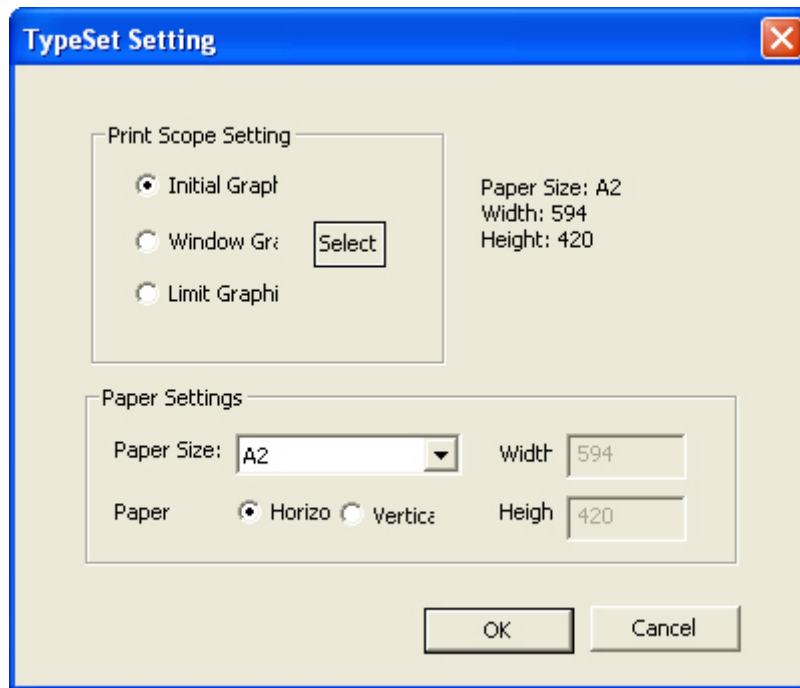 TypeSet Setting
Print Scope Setting
Initial Graph
Window Gra
Select
Limit Graphi
Paper Size: A2
Width: 594
Height: 420
Paper Settings
Paper Size: A2
Width 594
Paper Horizo Vertica
Heigh 420
OK Cancel